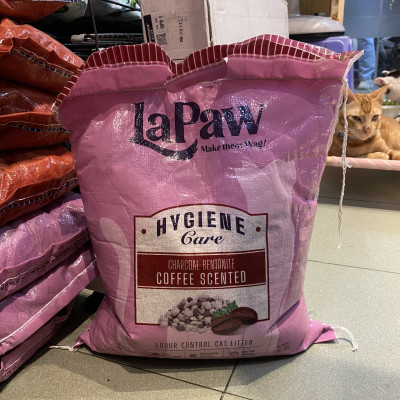 LaPaw
Make them Wag!
HYGIENE
Care
CHARCOAL BENTONITE
COFFEE SCENTED
ODOUR CONTROL CAT LITTER